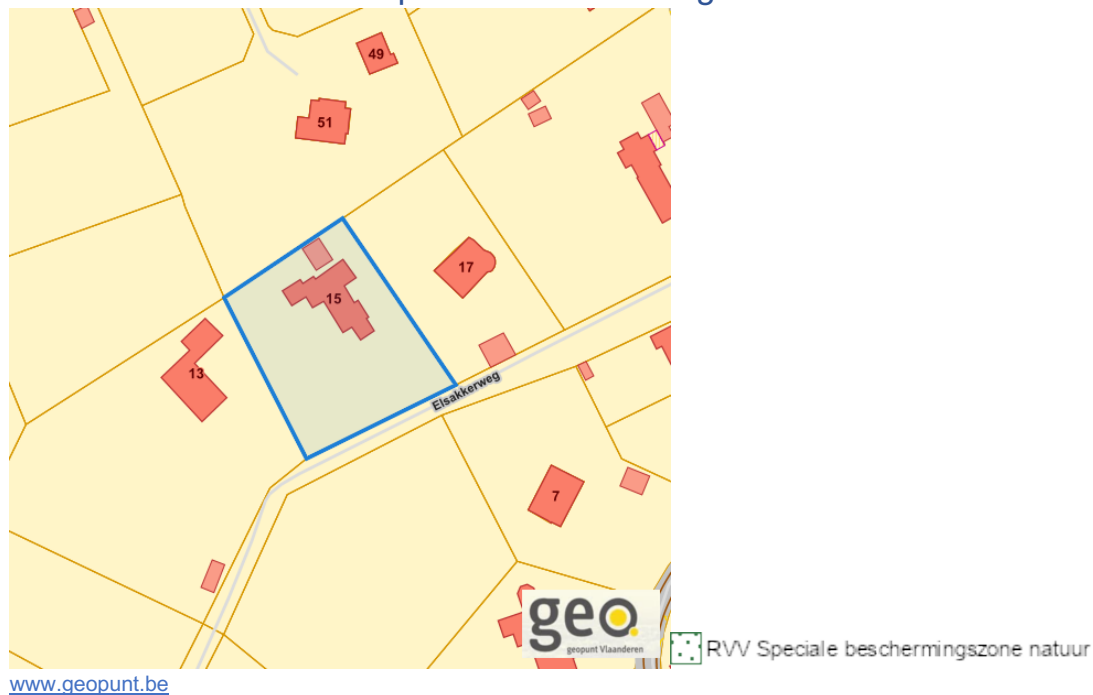 49
51
17
15
13
Elsakkerweg
7
geo.
geopunt Vlaanderen
RVV Speciale beschermingszone natuur
www.geopunt.be